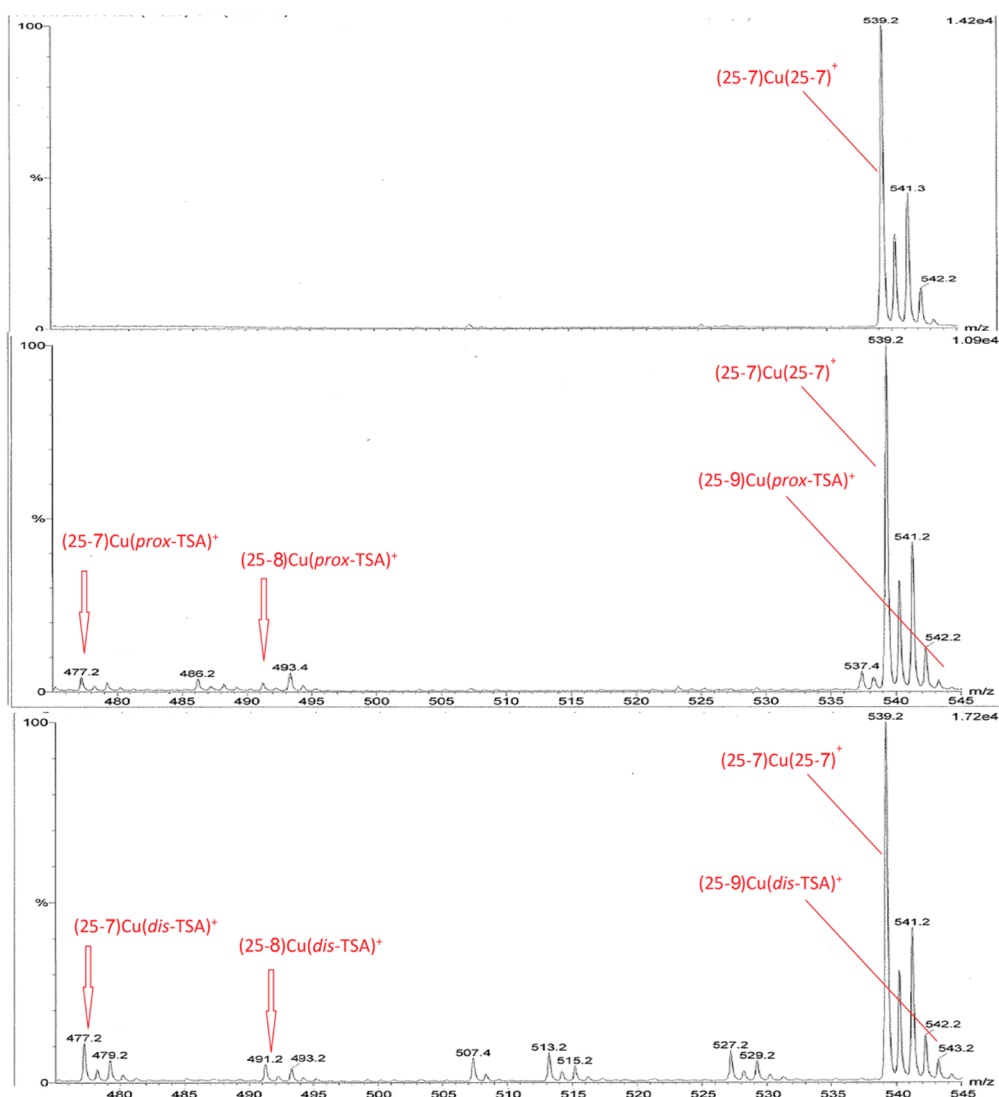 100
539.2
1.42e4
(25-7)Cu(25-7)+
%
541.3
542.2
0
m/z
100
539.2
1.09e4
(25-7)Cu(25-7)+
(25-9)Cu(prox-TSA)+
%
(25-7)Cu(prox-TSA)+
(25-8)Cu(prox-TSA)+
541.2
542.2
477.2
486.2
493.4
537.4
0
m/z
480 485 490 495 500 505 510 515 520 525 530 535 540 545
100
539.2
1.72e4
(25-7)Cu(25-7)+
(25-9)Cu(dis-TSA)+
%
(25-7)Cu(dis-TSA)+
(25-8)Cu(dis-TSA)+
541.2
542.2
477.2
479.2
491.2
493.2
507.4
513.2
515.2
527.2
529.2
543.2
0
m/z
480 485 490 495 500 505 510 515 520 525 530 535 540 545